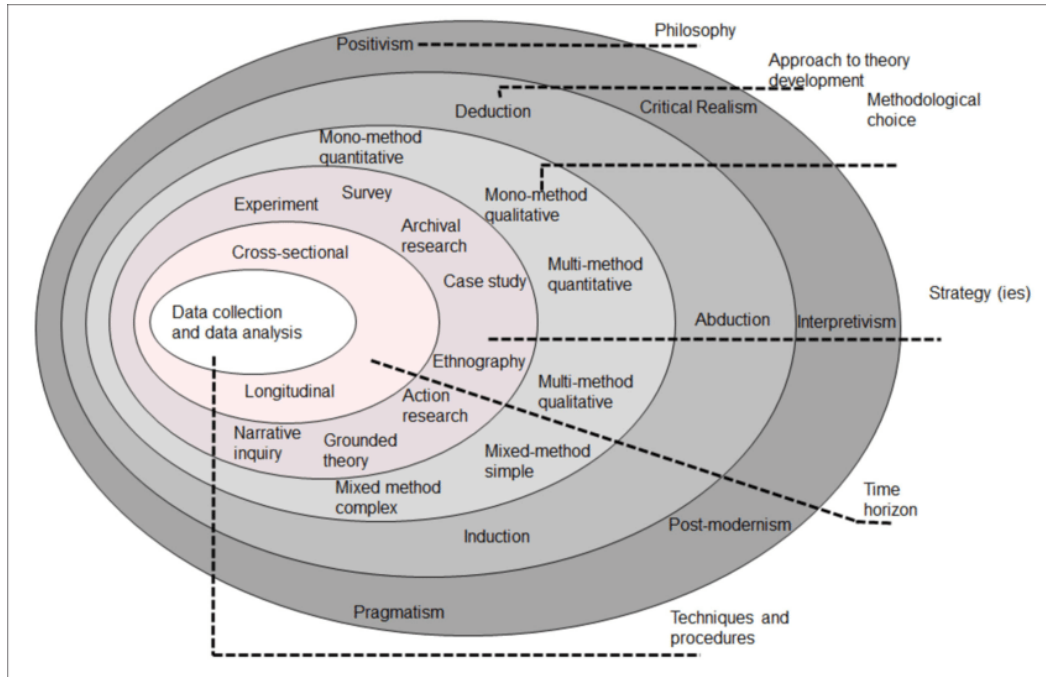 Philosophy
Positivism
Approach to theory
development
Critical Realism
Methodological
choice
Deduction
Mono-method
quantitative
Survey
Mono-method
qualitative
Experiment
Archival
research
Cross-sectional
Multi-method
quantitative
Case study
Strategy (ies)
Data collection
and data analysis
Abduction
Interpretivism
Ethnography
Longitudinal
Action
research
Multi-method
qualitative
Narrative
inquiry
Grounded
theory
Mixed-method
simple
Mixed method
complex
Time
horizon
Post-modernism
Induction
Pragmatism
Techniques and
procedures